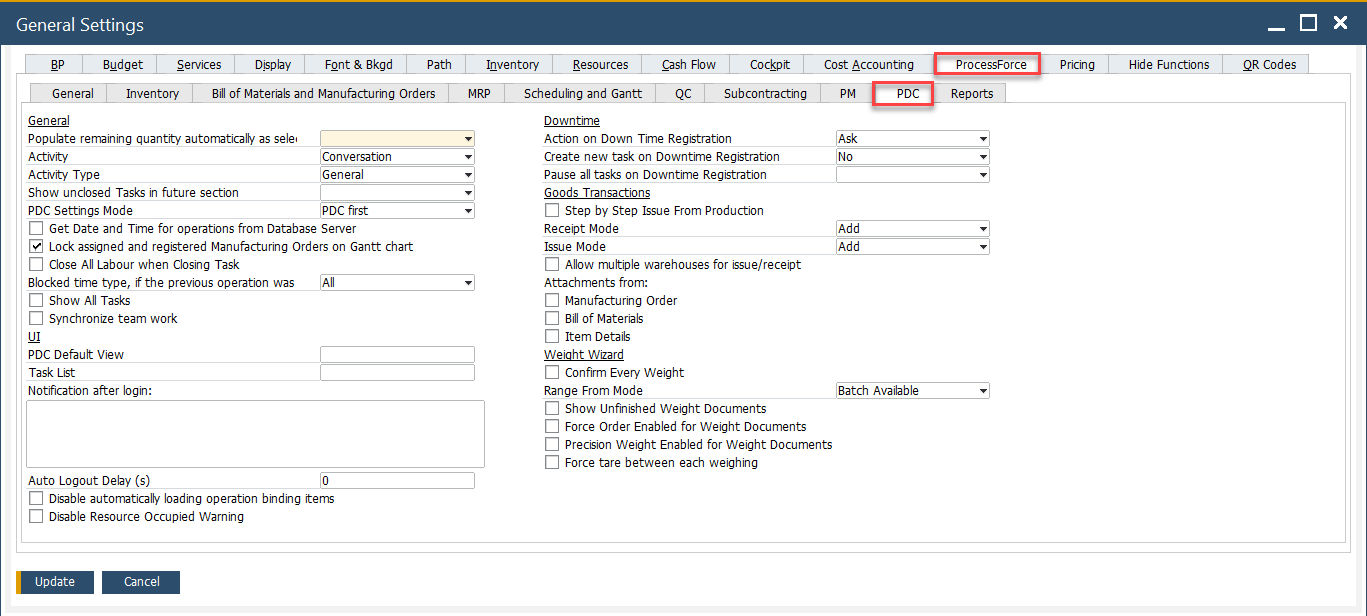 General Settings
BP Budget Services Display Font & Bkgd Path Inventory Resources Cash Flow Cockpit Cost Accounting ProcessForce Pricing Hide Functions QR Codes
General Inventory Bill of Materials and Manufacturing Orders MRP Scheduling and Gantt QC Subcontracting PM PDC Reports
General
Populate remaining quantity automatically as selec
Activity Conversation
Activity Type General
Show unclosed Tasks in future section
PDC Settings Mode PDC first
Get Date and Time for operations from Database Server
Lock assigned and registered Manufacturing Orders on Gantt chart
Close All Labour when Closing Task
Blocked time type, if the previous operation was All
Show All Tasks
Synchronize team work
UI
PDC Default View
Task List
Notification after login:
Auto Logout Delay (s) 0
Disable automatically loading operation binding items
Disable Resource Occupied Warning
Downtime
Action on Down Time Registration Ask
Create new task on Downtime Registration No
Pause all tasks on Downtime Registration
Goods Transactions
Step by Step Issue From Production
Receipt Mode Add
Issue Mode Add
Allow multiple warehouses for issue/receipt
Attachments from:
Manufacturing Order
Bill of Materials
Item Details
Weight Wizard
Confirm Every Weight
Range From Mode Batch Available
Show Unfinished Weight Documents
Force Order Enabled for Weight Documents
Precision Weight Enabled for Weight Documents
Force tare between each weighing
Update Cancel